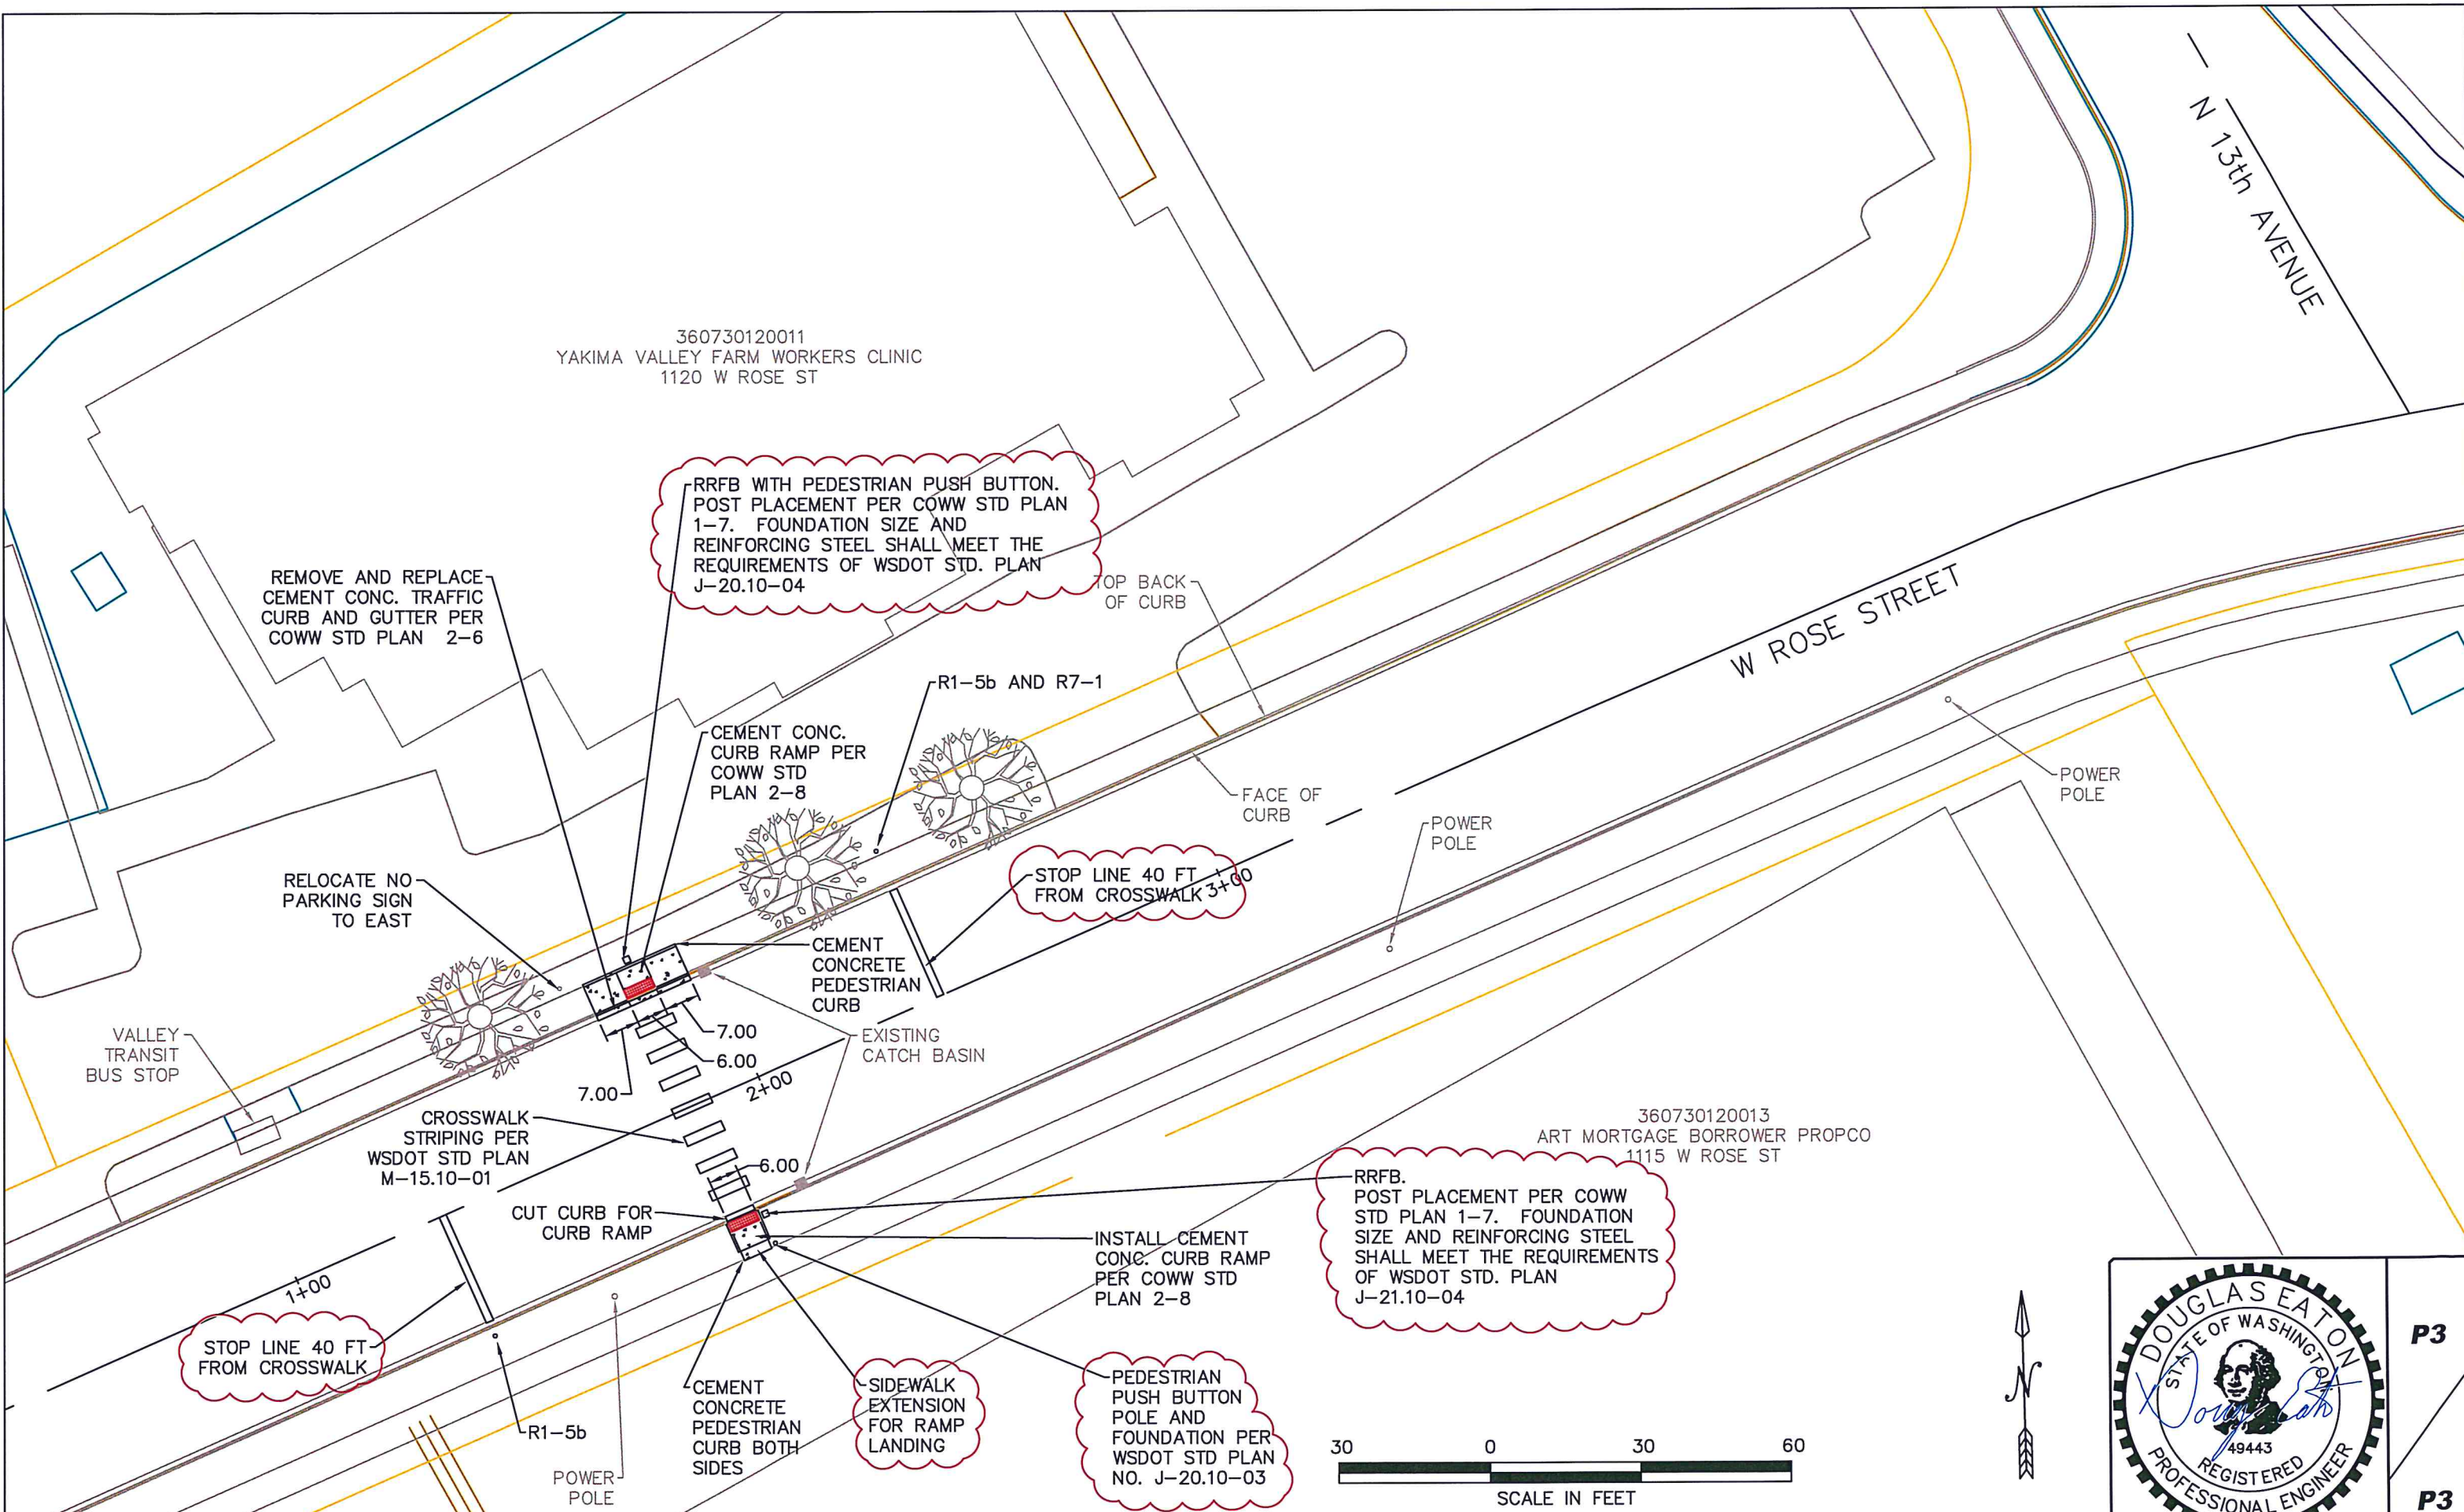 N 13th AVENUE
360730120011
YAKIMA VALLEY FARM WORKERS CLINIC
1120 W ROSE ST
RRFB WITH PEDESTRIAN PUSH BUTTON.
POST PLACEMENT PER COWW STD PLAN
1-7. FOUNDATION SIZE AND
REINFORCING STEEL SHALL MEET THE
REQUIREMENTS OF WSDOT STD. PLAN
J-20.10-04
REMOVE AND REPLACE
CEMENT CONC. TRAFFIC
CURB AND GUTTER PER
COWW STD PLAN 2-6
TOP BACK
OF CURB
W ROSE STREET
R1-5b AND R7-1
CEMENT CONC.
CURB RAMP PER
COWW STD
PLAN 2-8
FACE OF
CURB
POWER
POLE
POWER
POLE
RELOCATE NO
PARKING SIGN
TO EAST
STOP LINE 40 FT
FROM CROSSWALK
3+00
CEMENT
CONCRETE
PEDESTRIAN
CURB
EXISTING
CATCH BASIN
VALLEY
TRANSIT
BUS STOP
7.00
6.00
7.00
2+00
CROSSWALK
STRIPING PER
WSDOT STD PLAN
M-15.10-01
6.00
360730120013
ART MORTGAGE BORROWER PROPCO
1115 W ROSE ST
CUT CURB FOR
CURB RAMP
RRFB.
POST PLACEMENT PER COWW
STD PLAN 1-7. FOUNDATION
SIZE AND REINFORCING STEEL
SHALL MEET THE REQUIREMENTS
OF WSDOT STD. PLAN
J-21.10-04
INSTALL CEMENT
CONC. CURB RAMP
PER COWW STD
PLAN 2-8
1+00
STOP LINE 40 FT
FROM CROSSWALK
R1-5b
POWER
POLE
CEMENT
CONCRETE
PEDESTRIAN
CURB BOTH
SIDES
SIDEWALK
EXTENSION
FOR RAMP
LANDING
PEDESTRIAN
PUSH BUTTON
POLE AND
FOUNDATION PER
WSDOT STD PLAN
NO. J-20.10-03
30 0 30 60
SCALE IN FEET
N
DOUGLAS EATON
STATE OF WASHINGTON
49443
REGISTERED
PROFESSIONAL ENGINEER
P3
P3